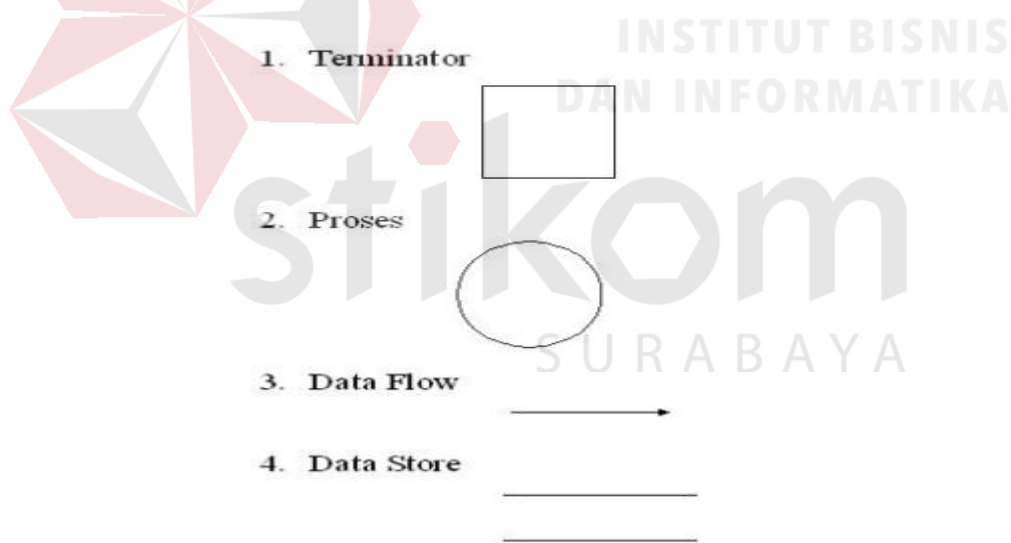 INSTITUT BISNIS
DAN INFORMATIKA
stikom
SURABAYA
1. Terminator
2. Proses
3. Data Flow
4. Data Store